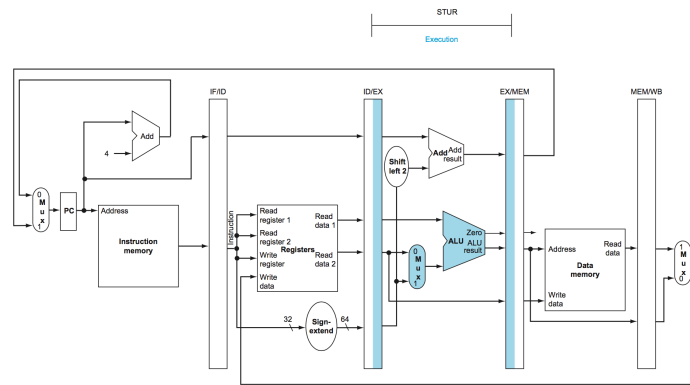 STUR
Execution
IF/ID
ID/EX
EX/MEM
MEM/WB
Add
4
0
M
u
x
1
PC
Address
Instruction
memory
Instruction
Read
register 1
Read
register 2
Write
register
Write
data
Registers
Read
data 1
Read
data 2
32
Sign-
extend
64
Shift
left 2
Add
Add
result
0
M
u
x
1
ALU
Zero
ALU
result
Address
Write
data
Read
data
Data
memory
1
M
u
x
0